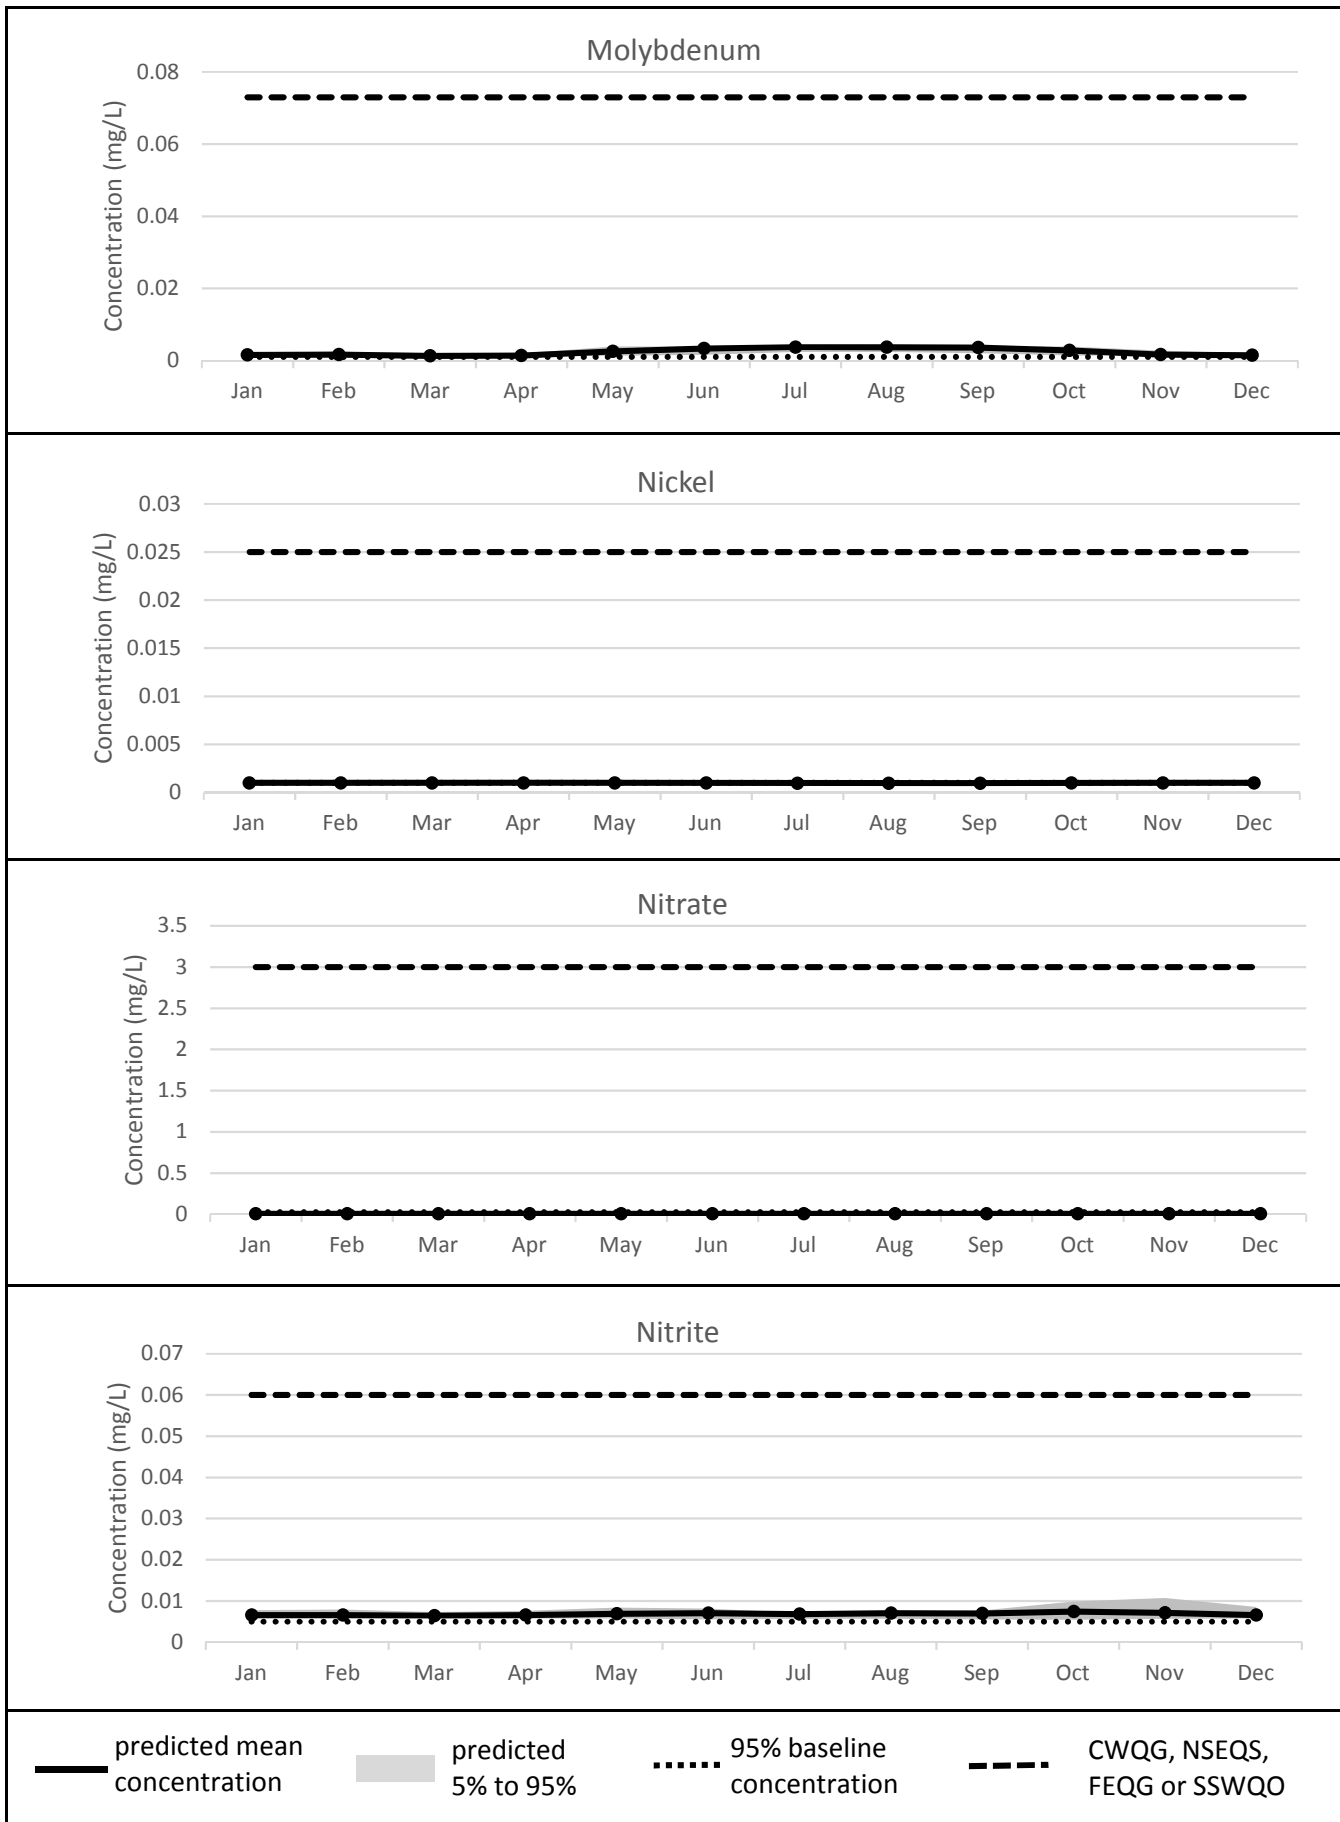 Molybdenum
Concentration (mg/L)
0.08
0.06
0.04
0.02
0
Jan Feb Mar Apr May Jun Jul Aug Sep Oct Nov Dec
Nickel
Concentration (mg/L)
0.03
0.025
0.02
0.015
0.01
0.005
0
Jan Feb Mar Apr May Jun Jul Aug Sep Oct Nov Dec
Nitrate
Concentration (mg/L)
3.5
3
2.5
2
1.5
1
0.5
0
Jan Feb Mar Apr May Jun Jul Aug Sep Oct Nov Dec
Nitrite
Concentration (mg/L)
0.07
0.06
0.05
0.04
0.03
0.02
0.01
0
Jan Feb Mar Apr May Jun Jul Aug Sep Oct Nov Dec
predicted mean
concentration
predicted
5% to 95%
95% baseline
concentration
CWQG, NSEQS,
FEQG or SSWQO